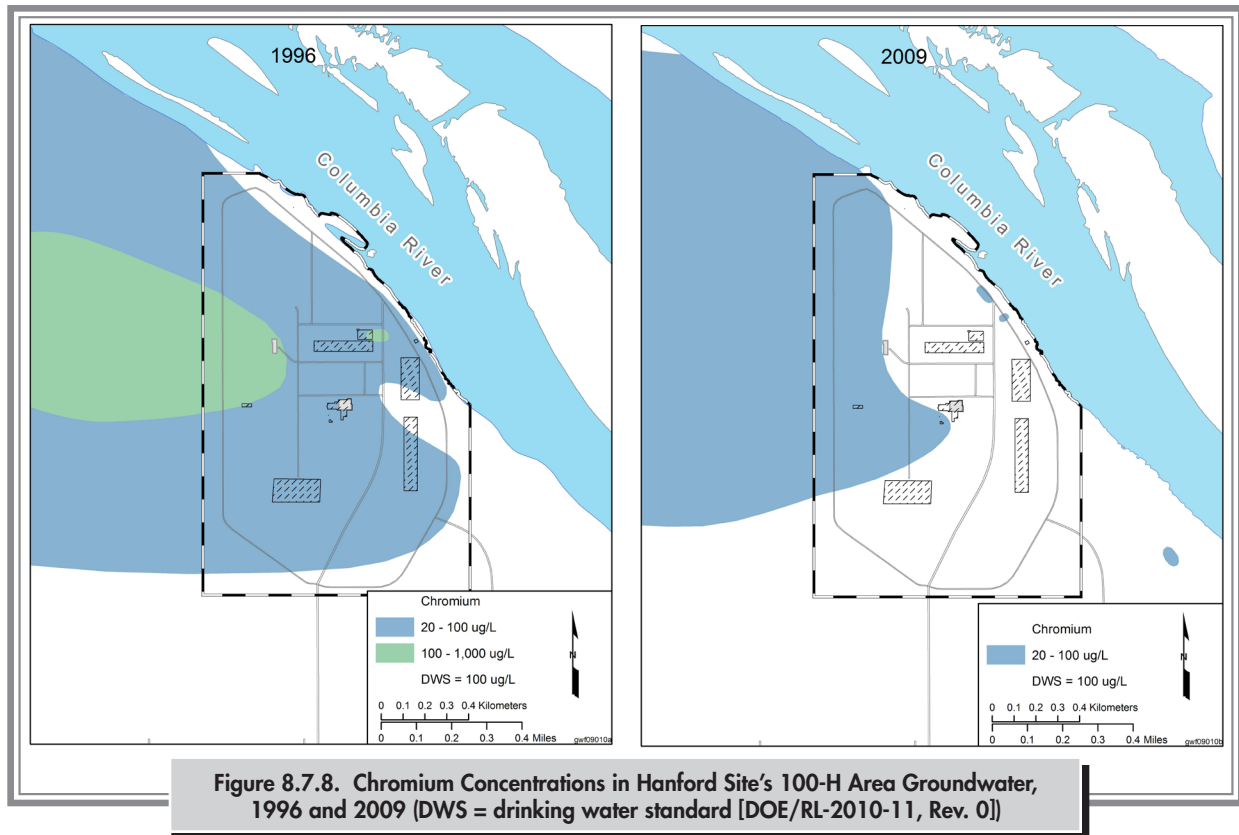 1996
Columbia River
Chromium
20 - 100 ug/L
100 - 1,000 ug/L
DWS = 100 ug/L
N
0 0.1 0.2 0.3 0.4 Kilometers
0 0.1 0.2 0.3 0.4 Miles
gwf09010a
2009
Columbia River
Chromium
20 - 100 ug/L
DWS = 100 ug/L
N
0 0.1 0.2 0.3 0.4 Kilometers
0 0.1 0.2 0.3 0.4 Miles
gwf09010b
Figure 8.7.8. Chromium Concentrations in Hanford Site's 100-H Area Groundwater,
1996 and 2009 (DWS = drinking water standard [DOE/RL-2010-11, Rev. 0])